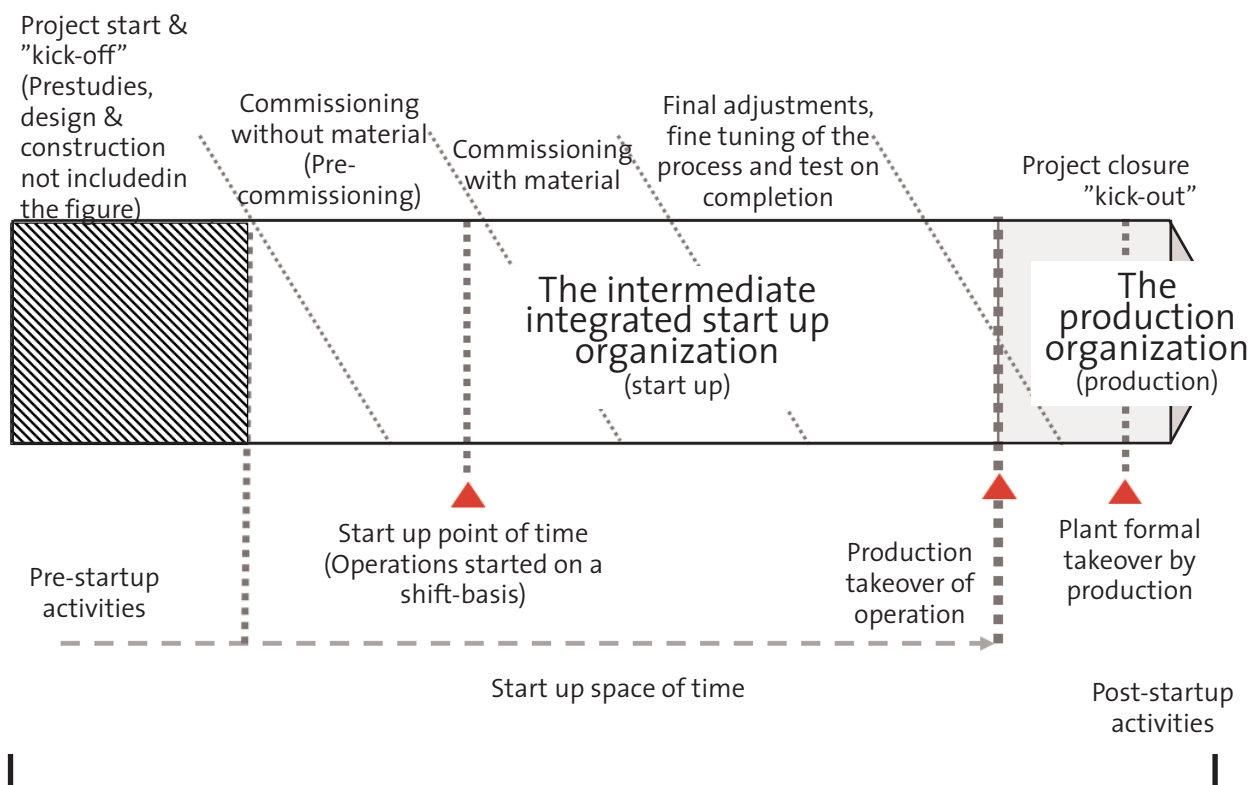 Project start &
”kick-off”
(Prestudies,
design &
construction
not includedin
the figure)
Commissioning
without material
(Pre-
commissioning)
Commissioning
with material
Final adjustments,
fine tuning of the
process and test on
completion
Project closure
”kick-out”
The intermediate
integrated start up
organization
(start up)
The
production
organization
(production)
Start up point of time
(Operations started on a
shift-basis)
Production
takeover of
operation
Plant formal
takeover by
production
Pre-startup
activities
Start up space of time
Post-startup
activities